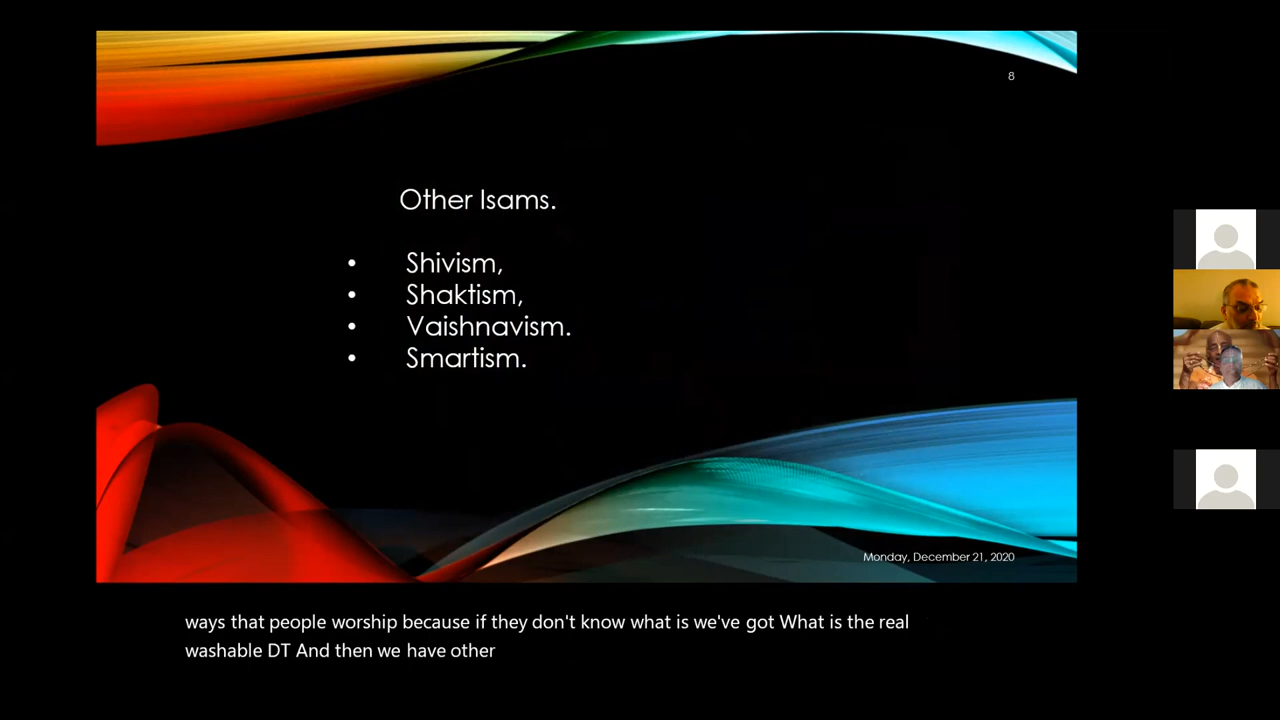 8
Other Isams.
• Shivism,
• Shaktism,
• Vaishnavism.
• Smartism.
Monday, December 21, 2020
ways that people worship because if they don't know what is we've got What is the real
washable DT And then we have other